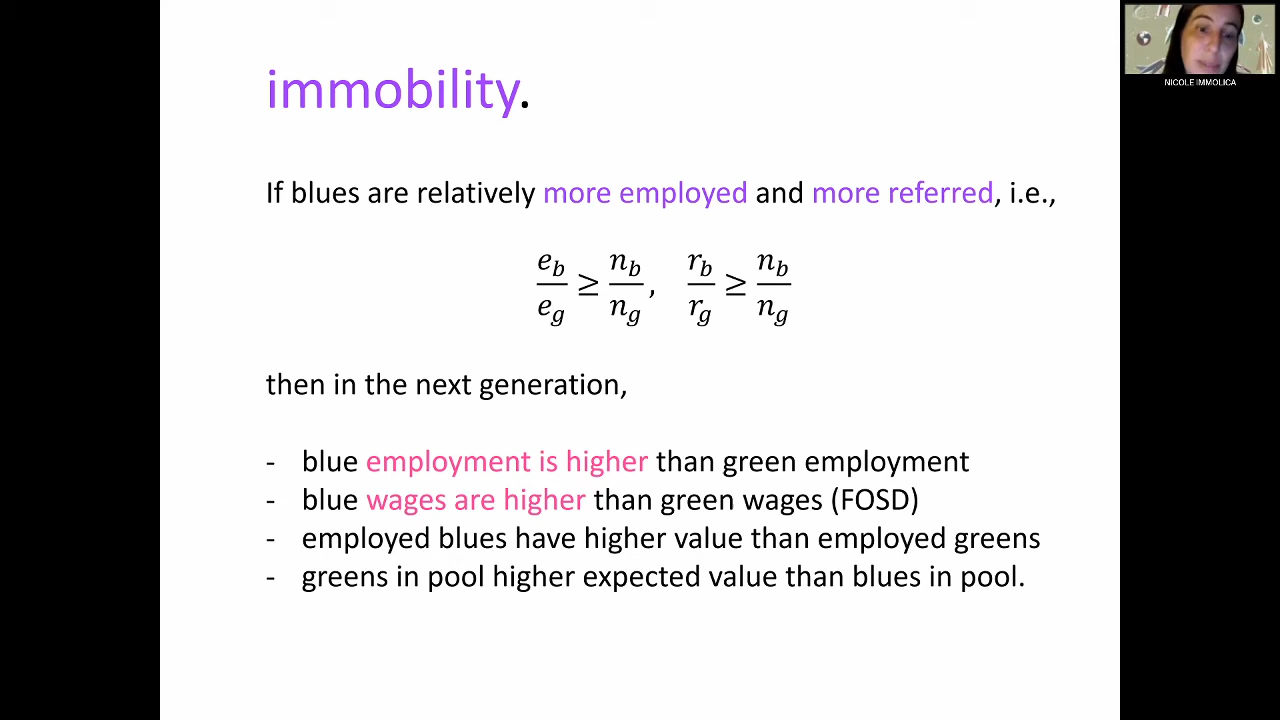 immobility.
NICOLE IMMOLICA
If blues are relatively more employed and more referred, i.e.,
e_b/e_g ≥ n_b/n_g, r_b/r_g ≥ n_b/n_g
then in the next generation,
- blue employment is higher than green employment
- blue wages are higher than green wages (FOSD)
- employed blues have higher value than employed greens
- greens in pool higher expected value than blues in pool.